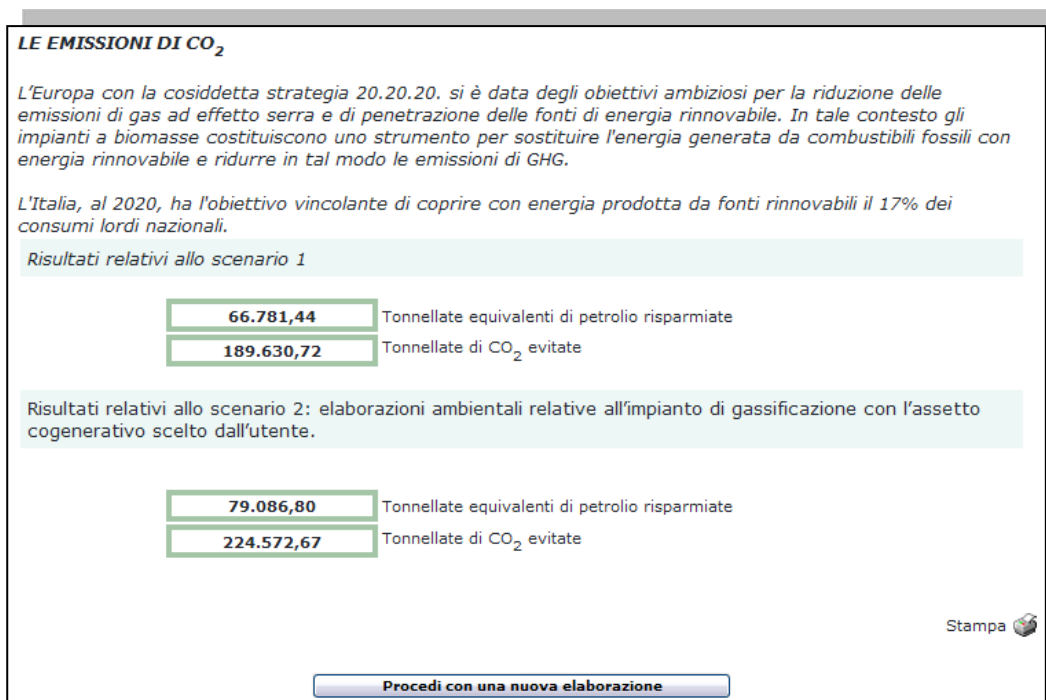 LE EMISSIONI DI CO2
L'Europa con la cosiddetta strategia 20.20.20. si è data degli obiettivi ambiziosi per la riduzione delle
emissioni di gas ad effetto serra e di penetrazione delle fonti di energia rinnovabile. In tale contesto gli
impianti a biomasse costituiscono uno strumento per sostituire l'energia generata da combustibili fossili con
energia rinnovabile e ridurre in tal modo le emissioni di GHG.
L'Italia, al 2020, ha l'obiettivo vincolante di coprire con energia prodotta da fonti rinnovabili il 17% dei
consumi lordi nazionali.
Risultati relativi allo scenario 1
66.781,44 Tonnellate equivalenti di petrolio risparmiate
189.630,72 Tonnellate di CO2 evitate
Risultati relativi allo scenario 2: elaborazioni ambientali relative all'impianto di gassificazione con l'assetto
cogenerativo scelto dall'utente.
79.086,80 Tonnellate equivalenti di petrolio risparmiate
224.572,67 Tonnellate di CO2 evitate
Stampa
Procedi con una nuova elaborazione